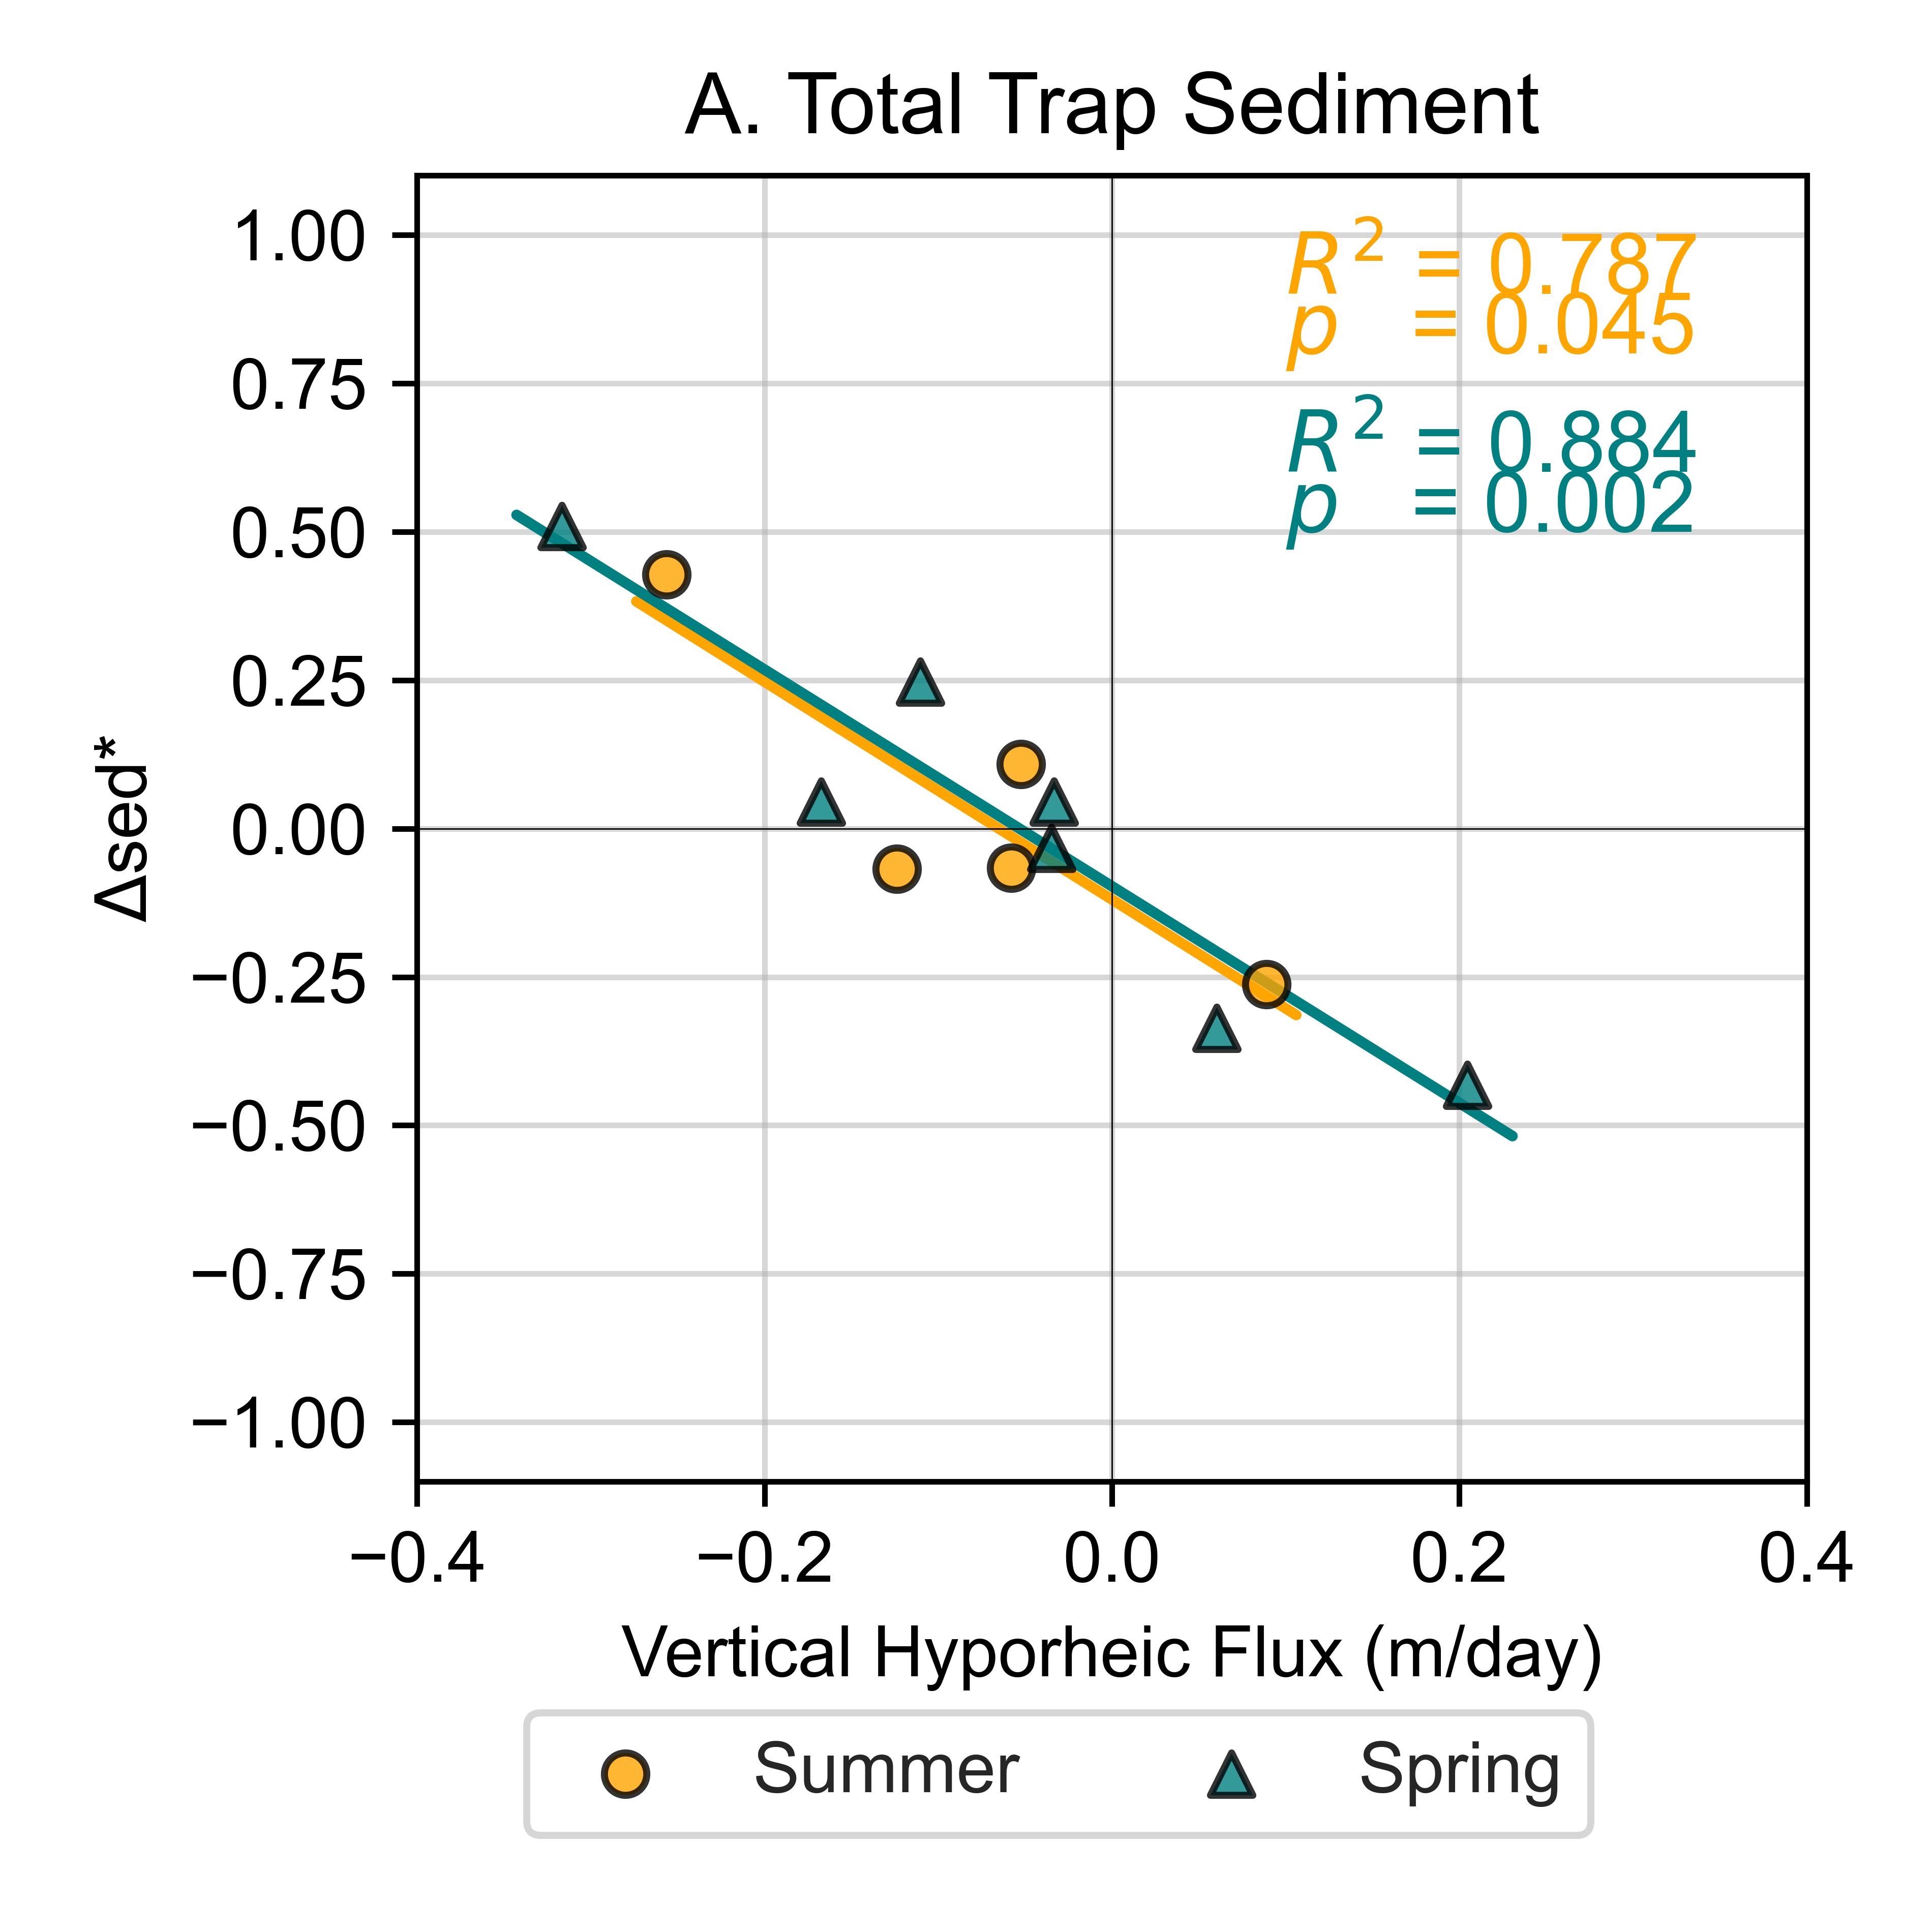 A. Total Trap Sediment
R² = 0.787
p = 0.045
R² = 0.884
p = 0.002
1.00
0.75
0.50
0.25
0.00
−0.25
−0.50
−0.75
−1.00
Δsed*
−0.4 −0.2 0.0 0.2 0.4
Vertical Hyporheic Flux (m/day)
Summer Spring